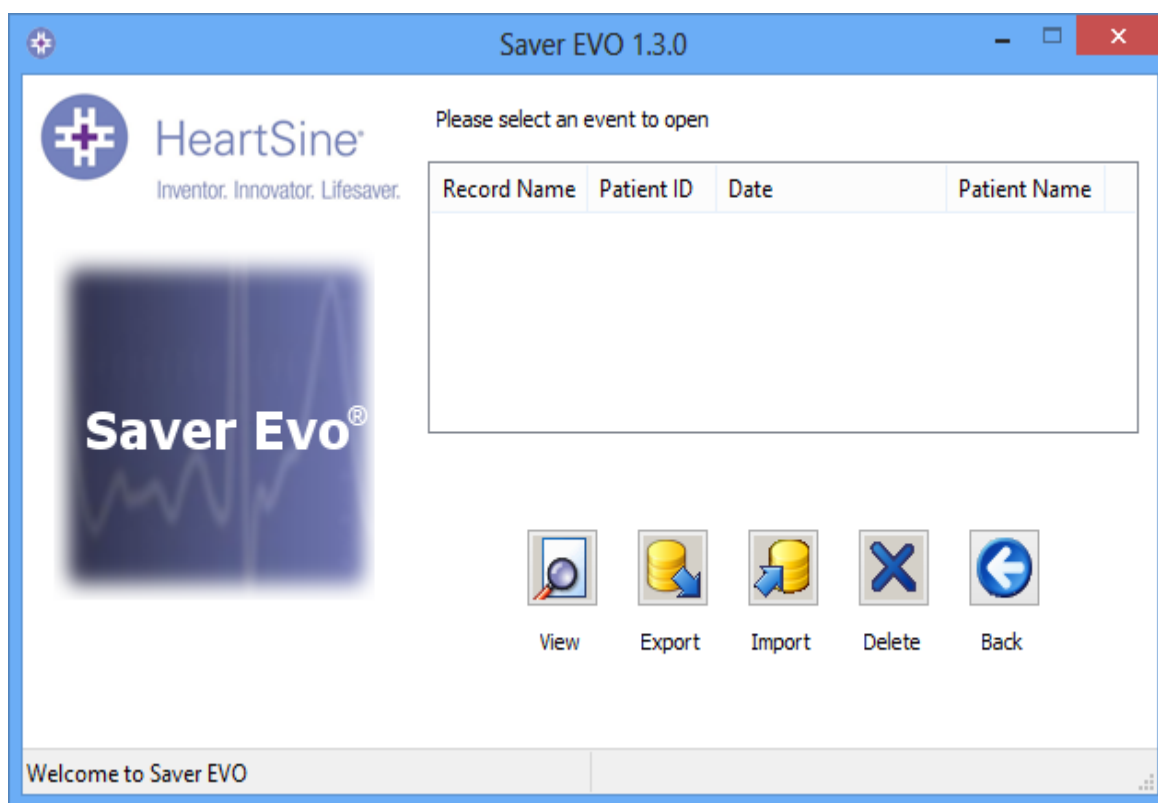 Saver EVO 1.3.0
HeartSine®
Inventor. Innovator. Lifesaver.
Please select an event to open
Record Name Patient ID Date Patient Name
Saver Evo®
View Export Import Delete Back
Welcome to Saver EVO